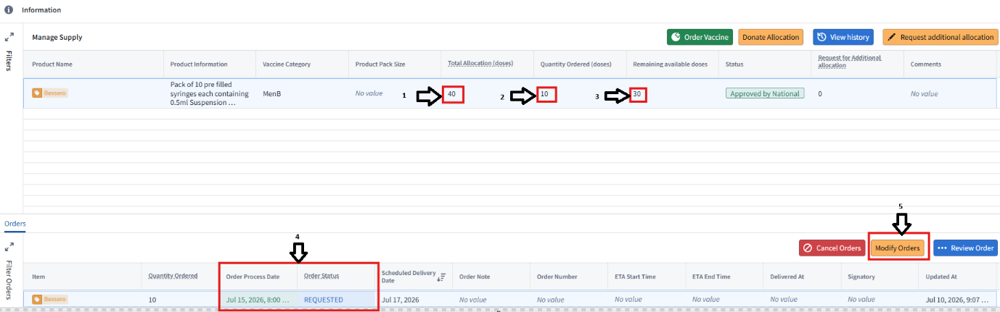 Information
Filters
Manage Supply
Order Vaccine
Donate Allocation
View history
Request additional allocation
Product Name
Product Information
Vaccine Category
Product Pack Size
Total Allocation (doses)
Quantity Ordered (doses)
Remaining available doses
Status
Request for Additional
allocation
Comments
Bexsero
Pack of 10 pre filled
syringes each containing
0.5ml Suspension ...
MenB
No value
1
40
2
10
3
30
Approved by National
0
No value
Orders
4
5
Filter Orders
Cancel Orders
Modify Orders
Review Order
Item
Quantity Ordered
Order Process Date
Order Status
Scheduled Delivery
Date
Order Note
Order Number
ETA Start Time
ETA End Time
Delivered At
Signatory
Updated At
Bexsero
10
Jul 15, 2026, 8:00 ...
REQUESTED
Jul 17, 2026
No value
No value
No value
No value
No value
No value
Jul 10, 2026, 9:07 ...